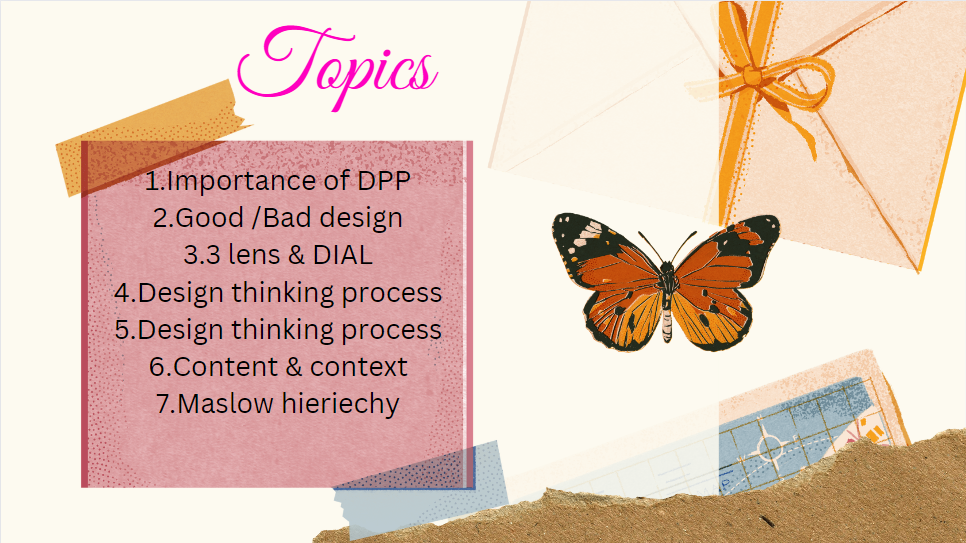 Topics
1.Importance of DPP
2.Good /Bad design
3.3 lens & DIAL
4.Design thinking process
5.Design thinking process
6.Content & context
7.Maslow hieriechy